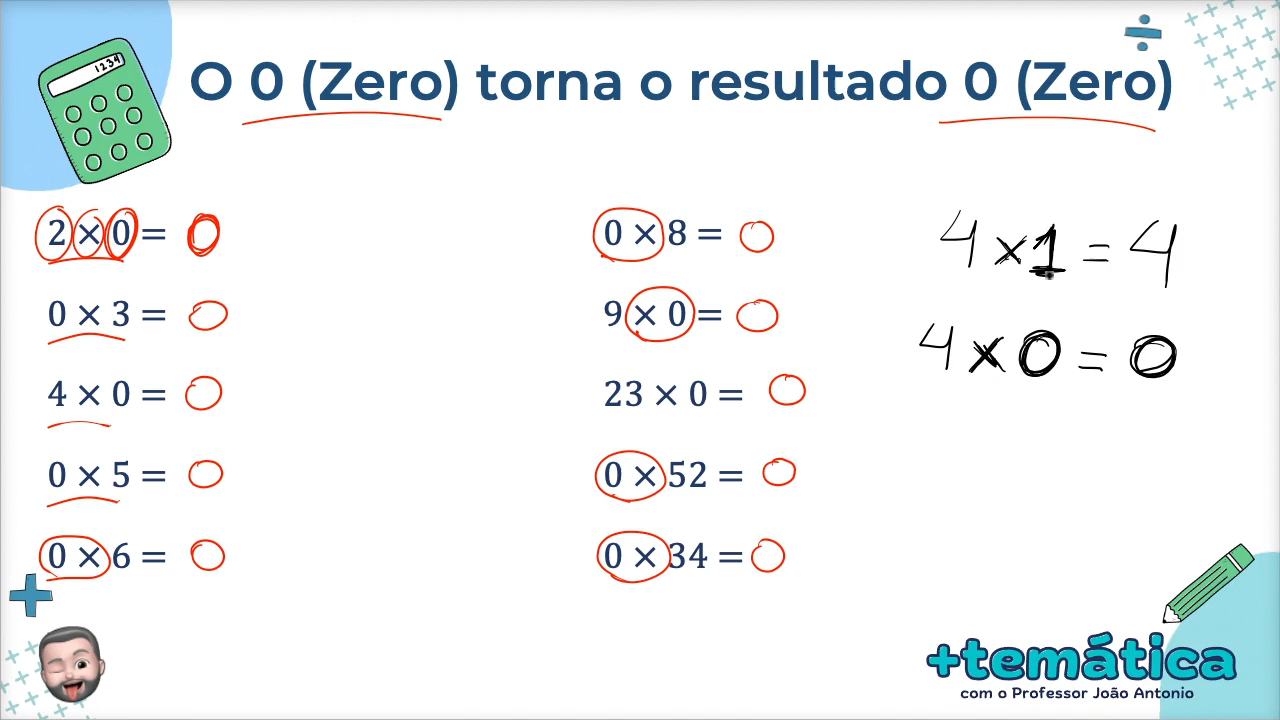 1234
O 0 (Zero) torna o resultado 0 (Zero)
2 × 0 = 0
0 × 3 = 0
4 × 0 = 0
0 × 5 = 0
0 × 6 = 0
0 × 8 = 0
9 × 0 = 0
23 × 0 = 0
0 × 52 = 0
0 × 34 = 0
4 × 1 = 4
4 × 0 = 0
+temática
com o Professor João Antonio